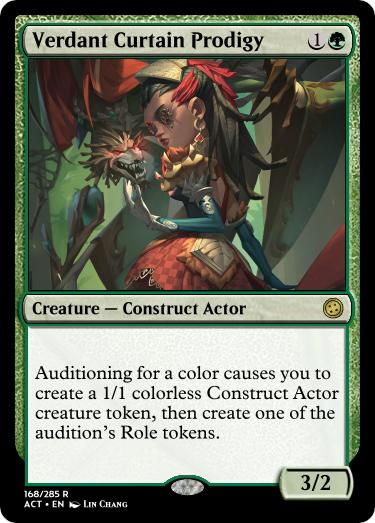 Verdant Curtain Prodigy 1
Creature — Construct Actor
Auditioning for a color causes you to
create a 1/1 colorless Construct Actor
creature token, then create one of the
audition's Role tokens.
3/2
168/285 R
ACT • EN Lin Chang